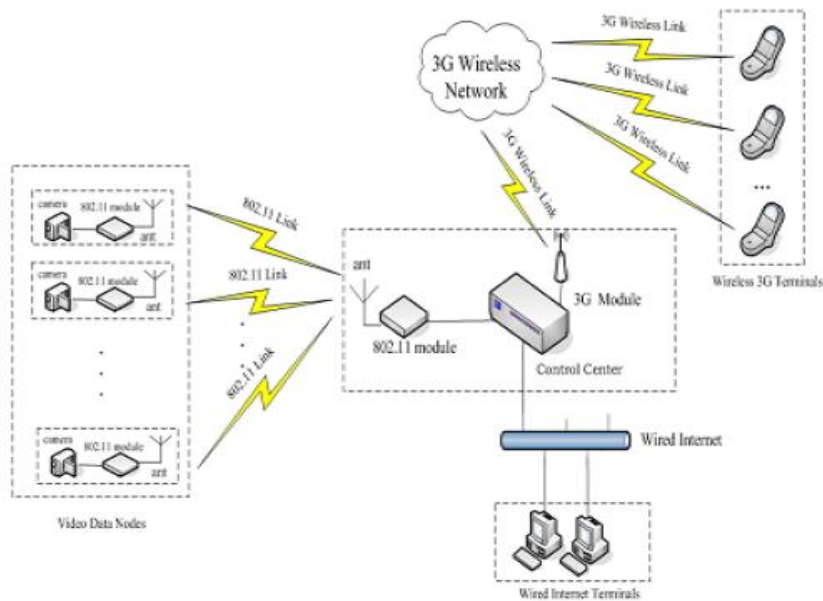 3G Wireless Link
3G Wireless
Network
3G Wireless Link
3G Wireless Link
3G Wireless Link
...
Wireless 3G Terminals
camera
802.11 module
ant
802.11 Link
camera
802.11 module
ant
802.11 Link
802.11 Link
camera
802.11 module
ant
Video Data Nodes
ant
802.11 module
3G Module
Control Center
Wired Internet
Wired Internet Terminals